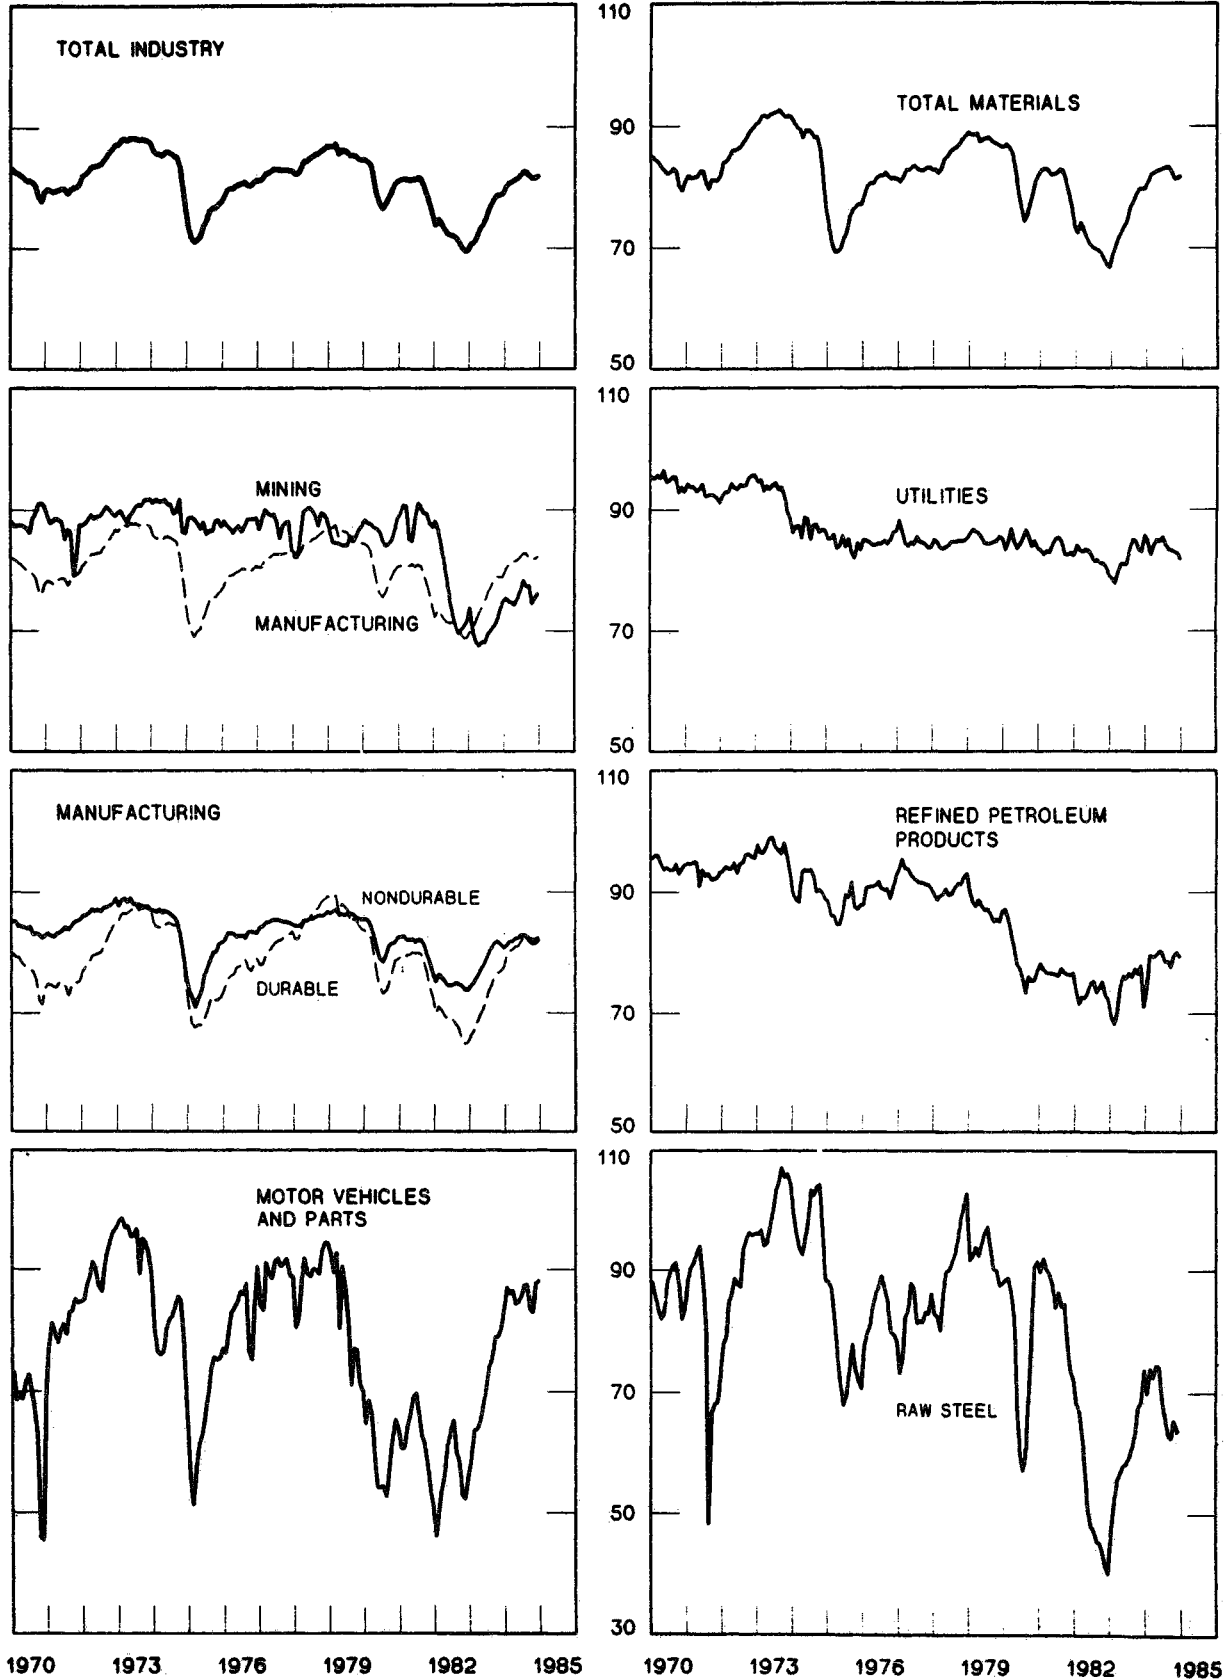 TOTAL INDUSTRY
110
TOTAL MATERIALS
90
70
50
MINING
MANUFACTURING
110
UTILITIES
90
70
50
MANUFACTURING
NONDURABLE
DURABLE
110
REFINED PETROLEUM
PRODUCTS
90
70
50
MOTOR VEHICLES
AND PARTS
110
90
70
RAW STEEL
50
30
1970 1973 1976 1979 1982 1985
1970 1973 1976 1979 1982 1985